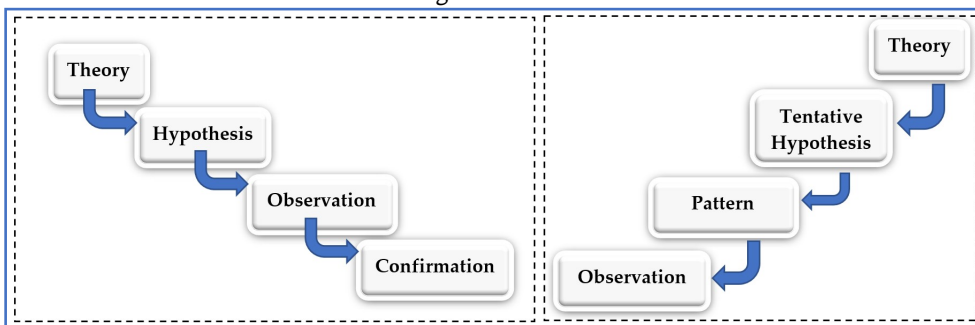 Theory
Hypothesis
Observation
Confirmation
Theory
Tentative
Hypothesis
Pattern
Observation